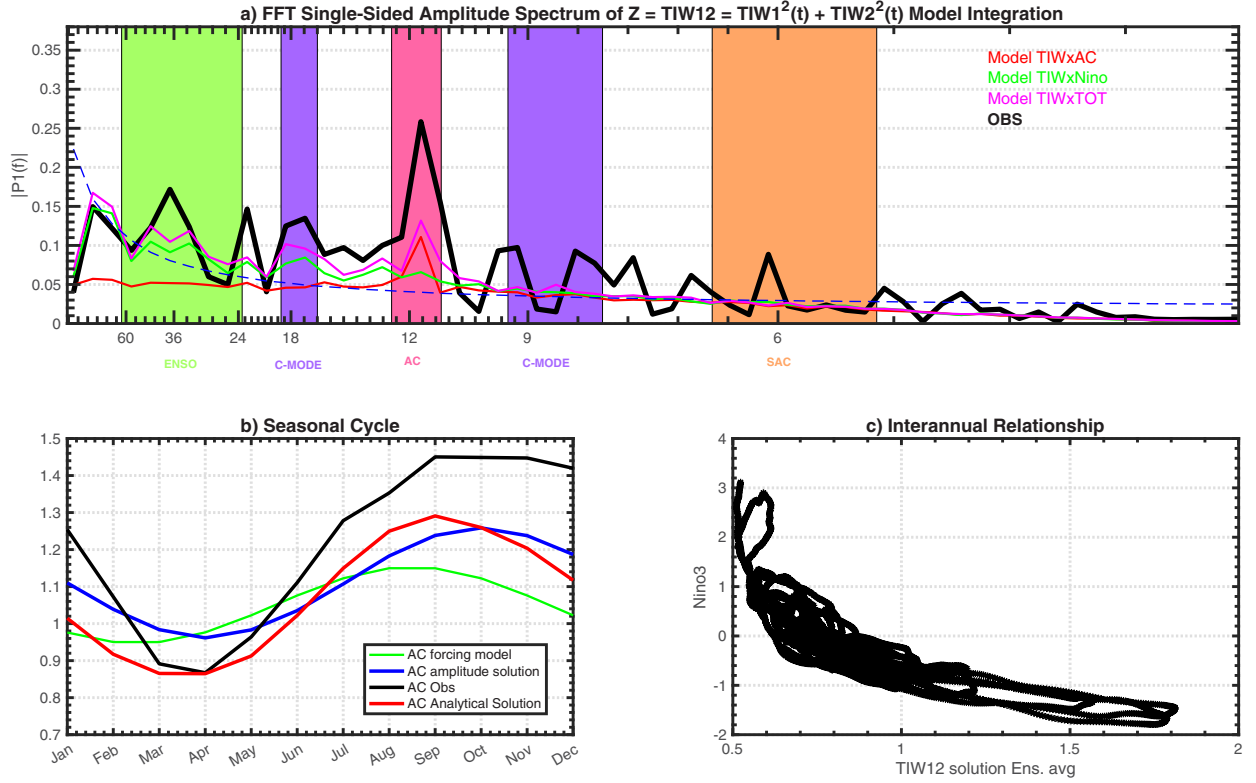 a) FFT Single-Sided Amplitude Spectrum of Z = TIW12 = TIW1²(t) + TIW2²(t) Model Integration
|P1(f)|
0.35
0.3
0.25
0.2
0.15
0.1
0.05
0
Model TIWxAC
Model TIWxNino
Model TIWxTOT
OBS
60 36 24 18 12 9 6
ENSO C-MODE AC C-MODE SAC
b) Seasonal Cycle
1.5
1.4
1.3
1.2
1.1
1
0.9
0.8
0.7
AC forcing model
AC amplitude solution
AC Obs
AC Analytical Solution
Jan Feb Mar Apr May Jun Jul Aug Sep Oct Nov Dec
c) Interannual Relationship
Nino3
4
3
2
1
0
-1
-2
0.5 1 1.5 2
TIW12 solution Ens. avg